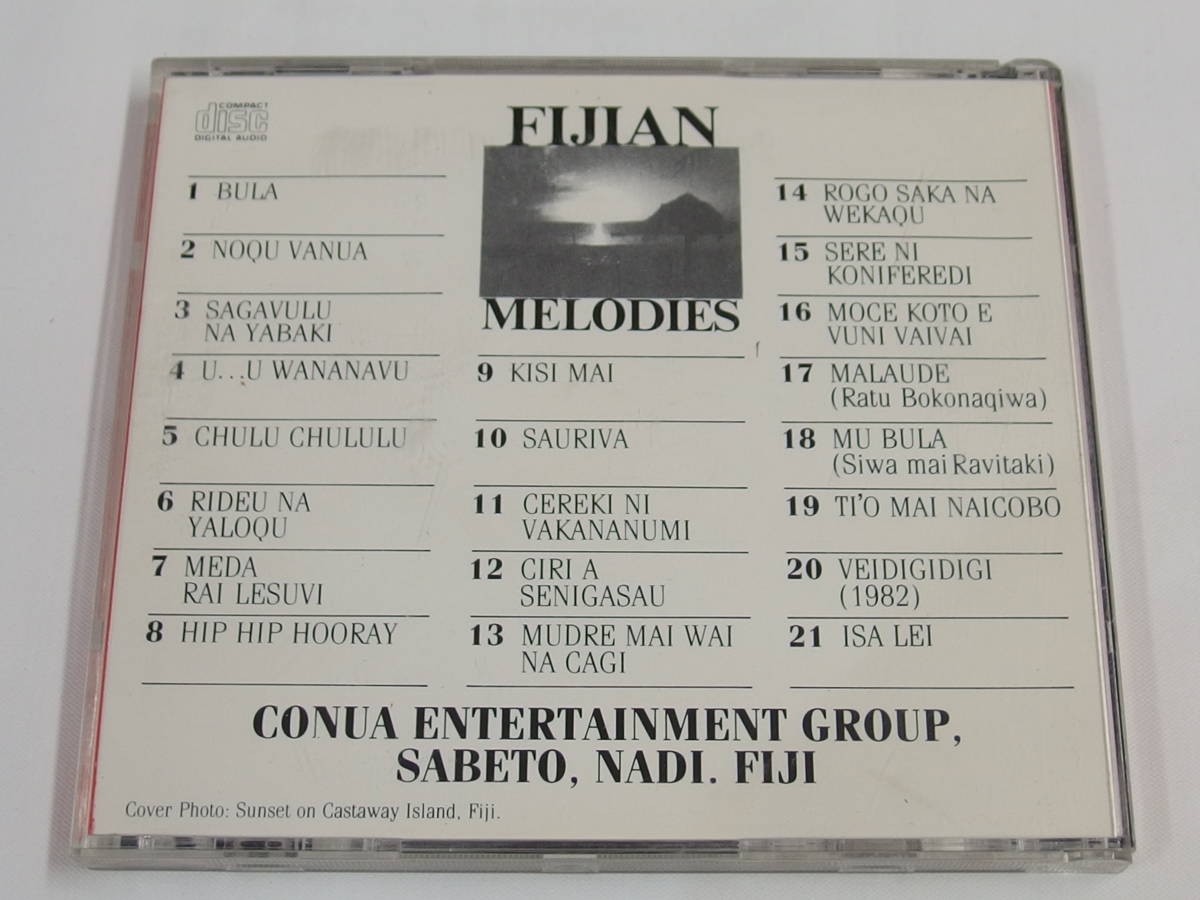 COMPACT
disc
DIGITAL AUDIO
FIJIAN
MELODIES
1 BULA
2 NOQU VANUA
3 SAGAVULU
NA YABAKI
4 U...U WANANAVU
5 CHULU CHULULU
6 RIDEU NA
YALOQU
7 MEDA
RAI LESUVI
8 HIP HIP HOORAY
9 KISI MAI
10 SAURIVA
11 CEREKI NI
VAKANANUMI
12 CIRI A
SENIGASAU
13 MUDRE MAI WAI
NA CAGI
14 ROGO SAKA NA
WEKAQU
15 SERE NI
KONIFEREDI
16 MOCE KOTO E
VUNI VAIVAI
17 MALAUDE
(Ratu Bokonaqiwa)
18 MU BULA
(Siwa mai Ravitaki)
19 TI'O MAI NAICOBO
20 VEIDIGIDIGI
(1982)
21 ISA LEI
CONUA ENTERTAINMENT GROUP,
SABETO, NADI. FIJI
Cover Photo: Sunset on Castaway Island, Fiji.